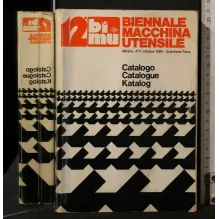 12
bi
mu
BIENNALE
MACCHINA
UTENSILE
Catalogo
Catalogue
Katalog
Catalogo
Catalogue
Katalog